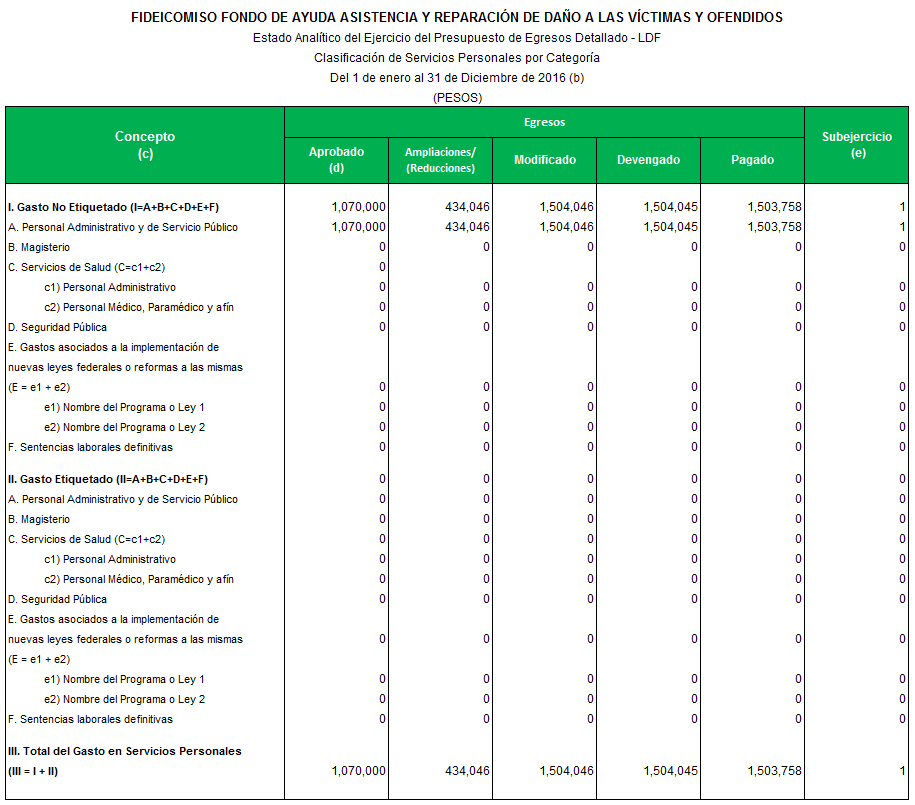 FIDEICOMISO FONDO DE AYUDA ASISTENCIA Y REPARACIÓN DE DAÑO A LAS VÍCTIMAS Y OFENDIDOS
Estado Analítico del Ejercicio del Presupuesto de Egresos Detallado - LDF
Clasificación de Servicios Personales por Categoría
Del 1 de enero al 31 de Diciembre de 2016 (b)
(PESOS)
Concepto
(c)
Egresos
Subejercicio
(e)
Aprobado
(d)
Ampliaciones/
(Reducciones)
Modificado
Devengado
Pagado
I. Gasto No Etiquetado (I=A+B+C+D+E+F) 1,070,000 434,046 1,504,046 1,504,045 1,503,758 1
A. Personal Administrativo y de Servicio Público 1,070,000 434,046 1,504,046 1,504,045 1,503,758 1
B. Magisterio 0 0 0 0 0 0
C. Servicios de Salud (C=c1+c2) 0
c1) Personal Administrativo 0 0 0 0 0 0
c2) Personal Médico, Paramédico y afín 0 0 0 0 0 0
D. Seguridad Pública 0 0 0 0 0 0
E. Gastos asociados a la implementación de
nuevas leyes federales o reformas a las mismas
(E = e1 + e2) 0 0 0 0 0 0
e1) Nombre del Programa o Ley 1 0 0 0 0 0 0
e2) Nombre del Programa o Ley 2 0 0 0 0 0 0
F. Sentencias laborales definitivas 0 0 0 0 0 0
II. Gasto Etiquetado (II=A+B+C+D+E+F) 0 0 0 0 0 0
A. Personal Administrativo y de Servicio Público 0 0 0 0 0 0
B. Magisterio 0 0 0 0 0 0
C. Servicios de Salud (C=c1+c2) 0 0 0 0 0 0
c1) Personal Administrativo 0 0 0 0 0 0
c2) Personal Médico, Paramédico y afín 0 0 0 0 0 0
D. Seguridad Pública 0 0 0 0 0 0
E. Gastos asociados a la implementación de
nuevas leyes federales o reformas a las mismas 0 0 0 0 0 0
(E = e1 + e2)
e1) Nombre del Programa o Ley 1 0 0 0 0 0 0
e2) Nombre del Programa o Ley 2 0 0 0 0 0 0
F. Sentencias laborales definitivas 0 0 0 0 0 0
III. Total del Gasto en Servicios Personales
(III = I + II) 1,070,000 434,046 1,504,046 1,504,045 1,503,758 1